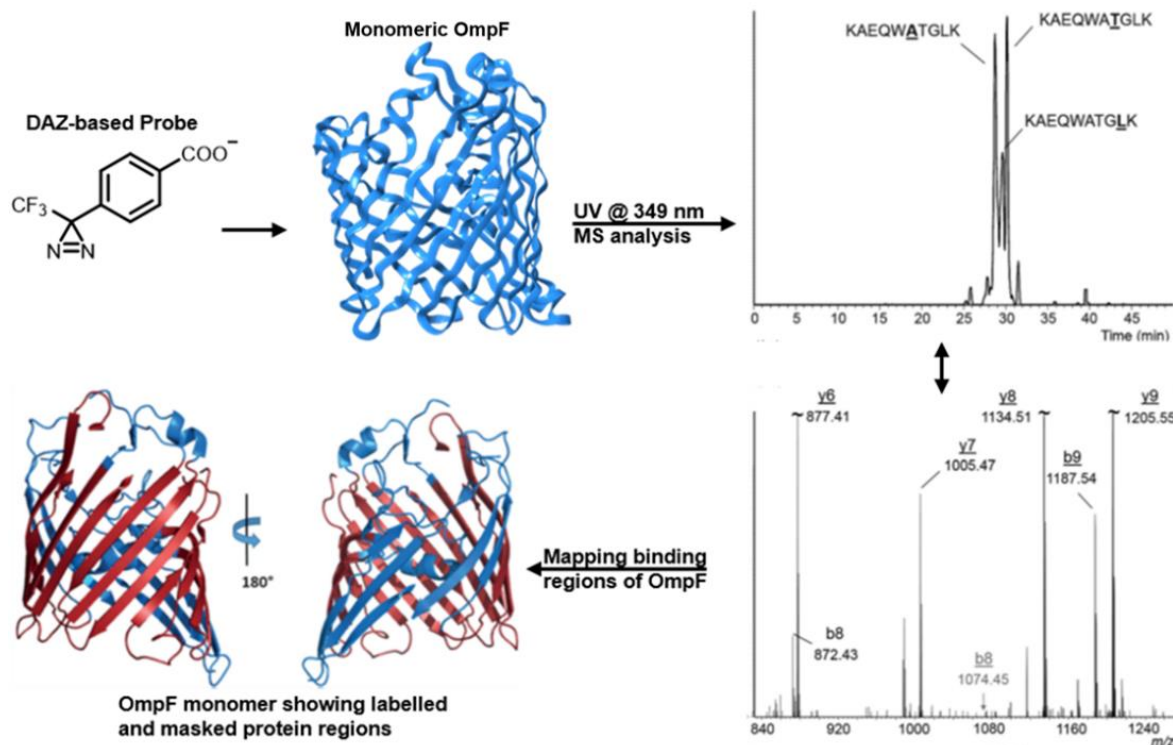 Monomeric OmpF
DAZ-based Probe
COO−
CF3
N=N
UV @ 349 nm
MS analysis
KAEQWATGLK
KAEQWATGLK
KAEQWATGLK
0 5 10 15 20 25 30 35 40 45
Time (min)
180°
OmpF monomer showing labelled
and masked protein regions
Mapping binding
regions of OmpF
y6
877.41
y8
1134.51
y9
1205.55
y7
1005.47
b9
1187.54
b8
872.43
b8
1074.45
840 1000 1080 1160 1240
m/z